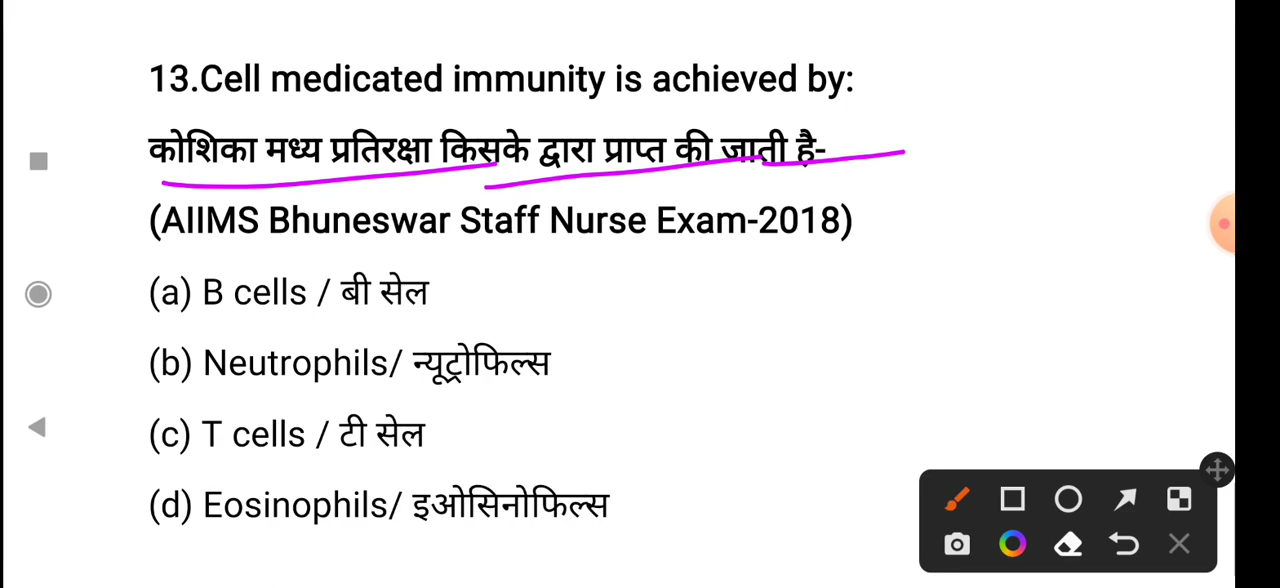 13.Cell medicated immunity is achieved by:
कोशिका मध्य प्रतिरक्षा किसके द्वारा प्राप्त की जाती है-
(AIIMS Bhuneswar Staff Nurse Exam-2018)
(a) B cells / बी सेल
(b) Neutrophils/ न्यूट्रोफिल्स
(c) T cells / टी सेल
(d) Eosinophils/ इओसिनोफिल्स